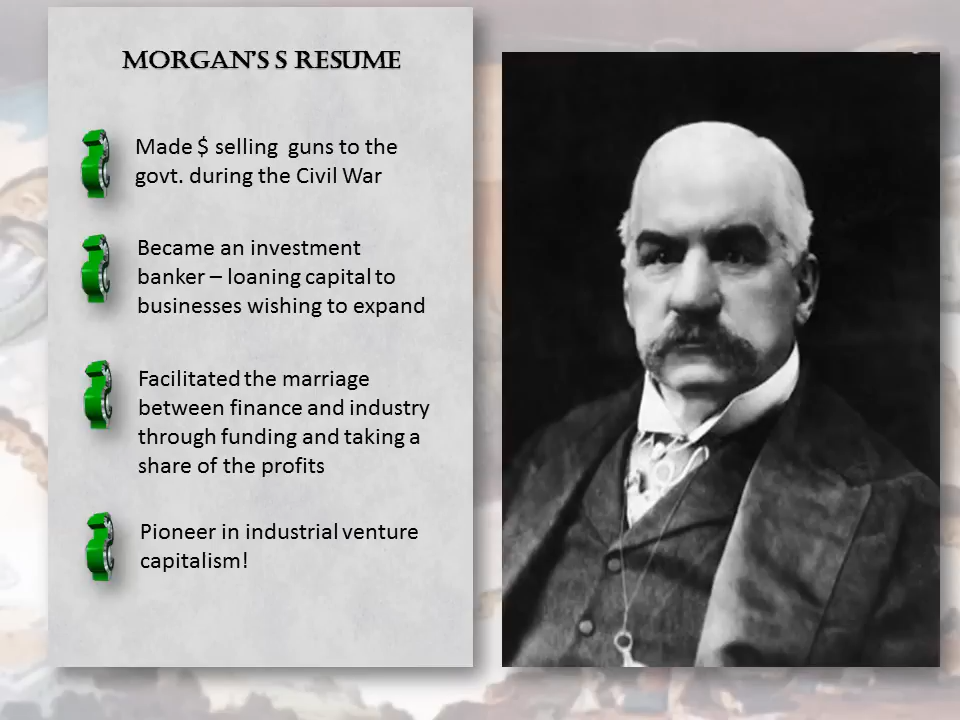 MORGAN'S S RESUME
Made $ selling guns to the
govt. during the Civil War
Became an investment
banker – loaning capital to
businesses wishing to expand
Facilitated the marriage
between finance and industry
through funding and taking a
share of the profits
Pioneer in industrial venture
capitalism!